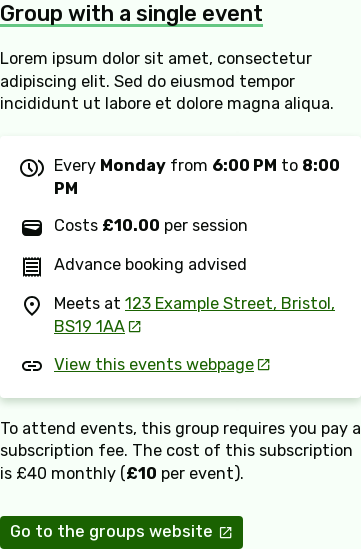 Group with a single event
Lorem ipsum dolor sit amet, consectetur
adipiscing elit. Sed do eiusmod tempor
incididunt ut labore et dolore magna aliqua.
Every Monday from 6:00 PM to 8:00
PM
Costs £10.00 per session
Advance booking advised
Meets at 123 Example Street, Bristol,
BS19 1AA
View this events webpage
To attend events, this group requires you pay a
subscription fee. The cost of this subscription
is £40 monthly (£10 per event).
Go to the groups website